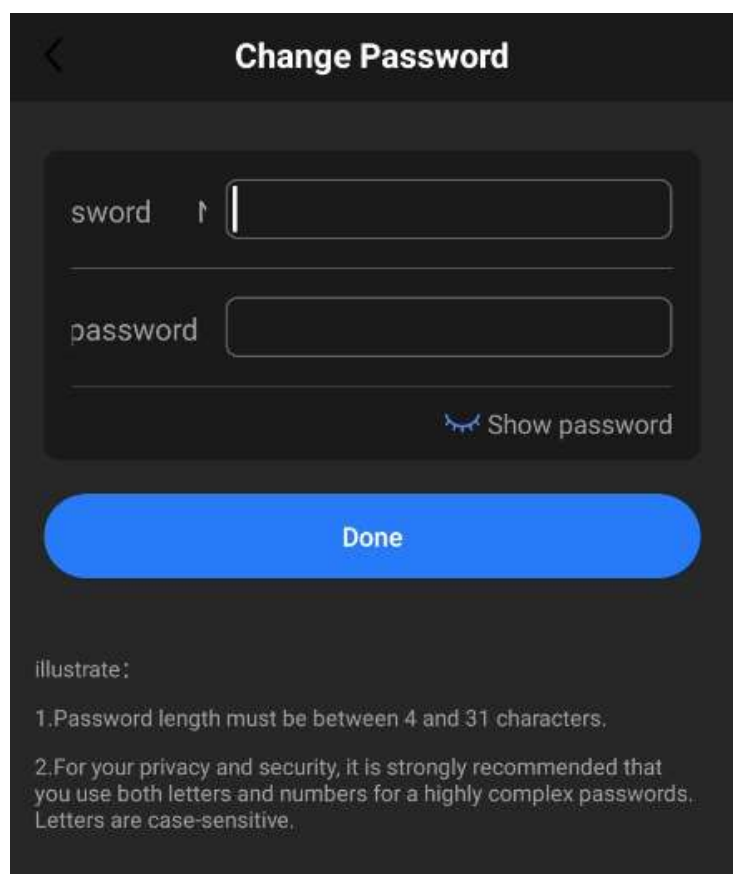 Change Password
sword
password
Show password
Done
illustrate:
1.Password length must be between 4 and 31 characters.
2.For your privacy and security, it is strongly recommended that
you use both letters and numbers for a highly complex passwords.
Letters are case-sensitive.